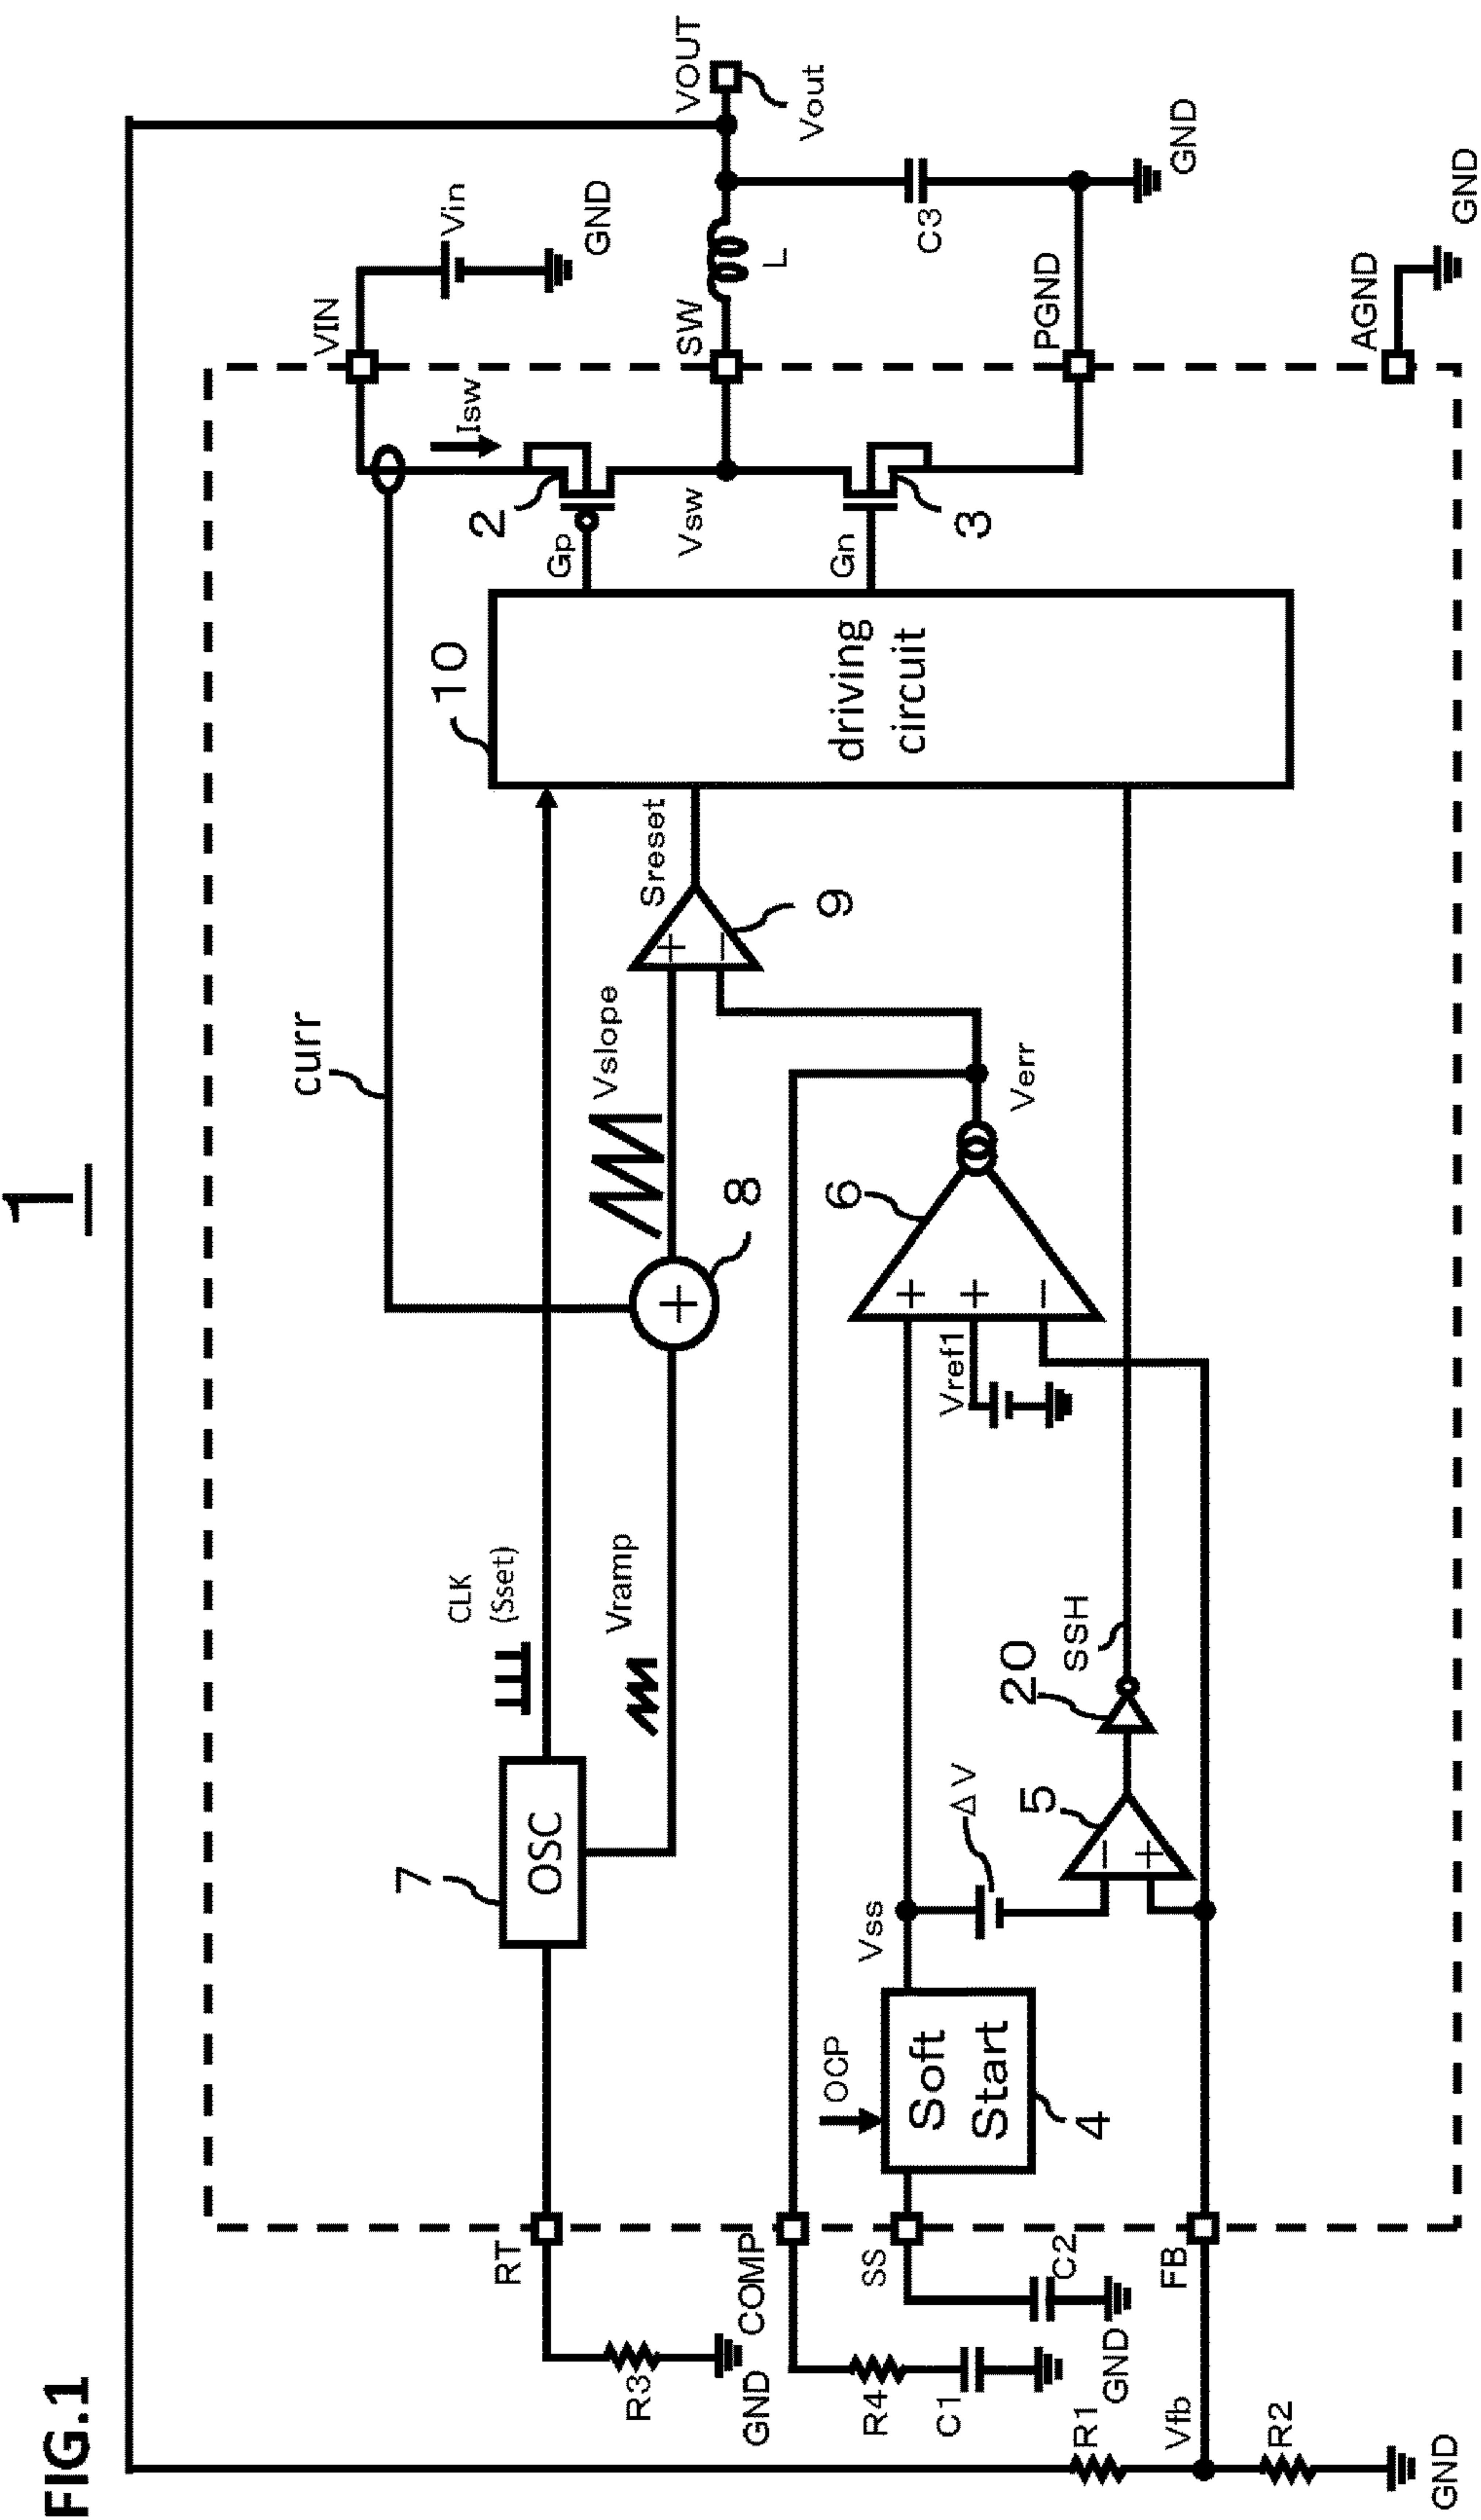 FIG.1
1
VOUT
Vout
curr
VIN
Vin
GND
Isw
2
Gp
Vsw
SW
L
C3
GND
Gn
3
PGND
AGND
GND
10
driving
circuit
7
OSC
CLK
(Sset)
Vramp
+
8
Vslope
Sreset
+
−
9
RT
R3
GND
COMP
R4
C1
SS
C2
GND
OCP
Soft
Start
4
Vss
ΔV
5
−
+
20
SSH
Vref1
+
+
−
6
Verr
FB
R1
Vfb
R2
GND